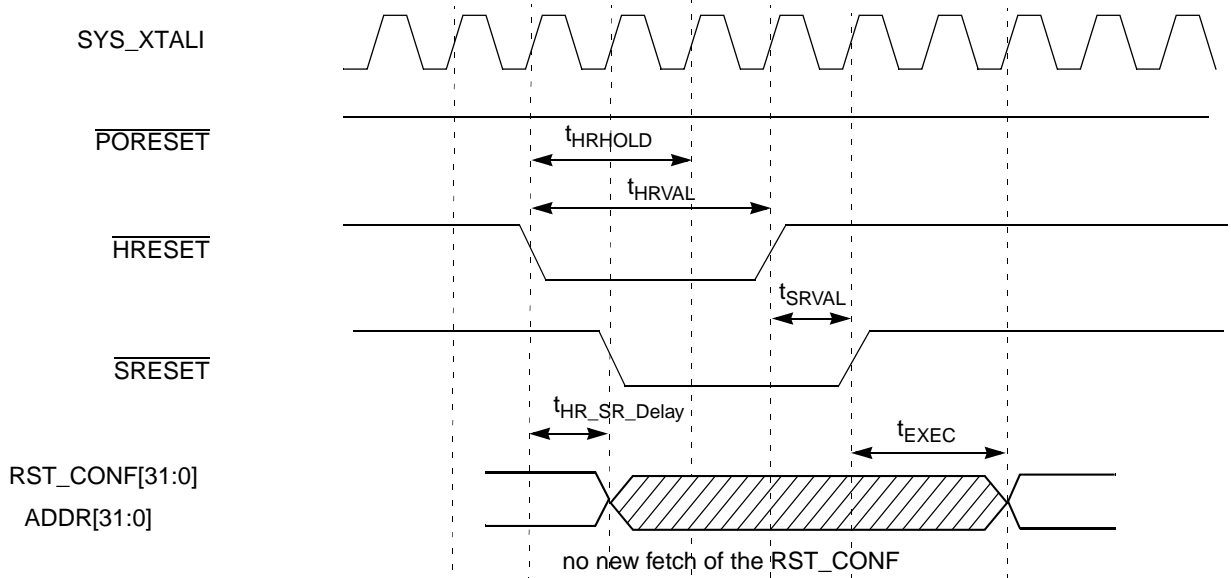 SYS_XTALI
PORESET
tHRHOLD
tHRVAL
HRESET
tSRVAL
SRESET
tHR_SR_Delay
tEXEC
RST_CONF[31:0]
ADDR[31:0]
no new fetch of the RST_CONF